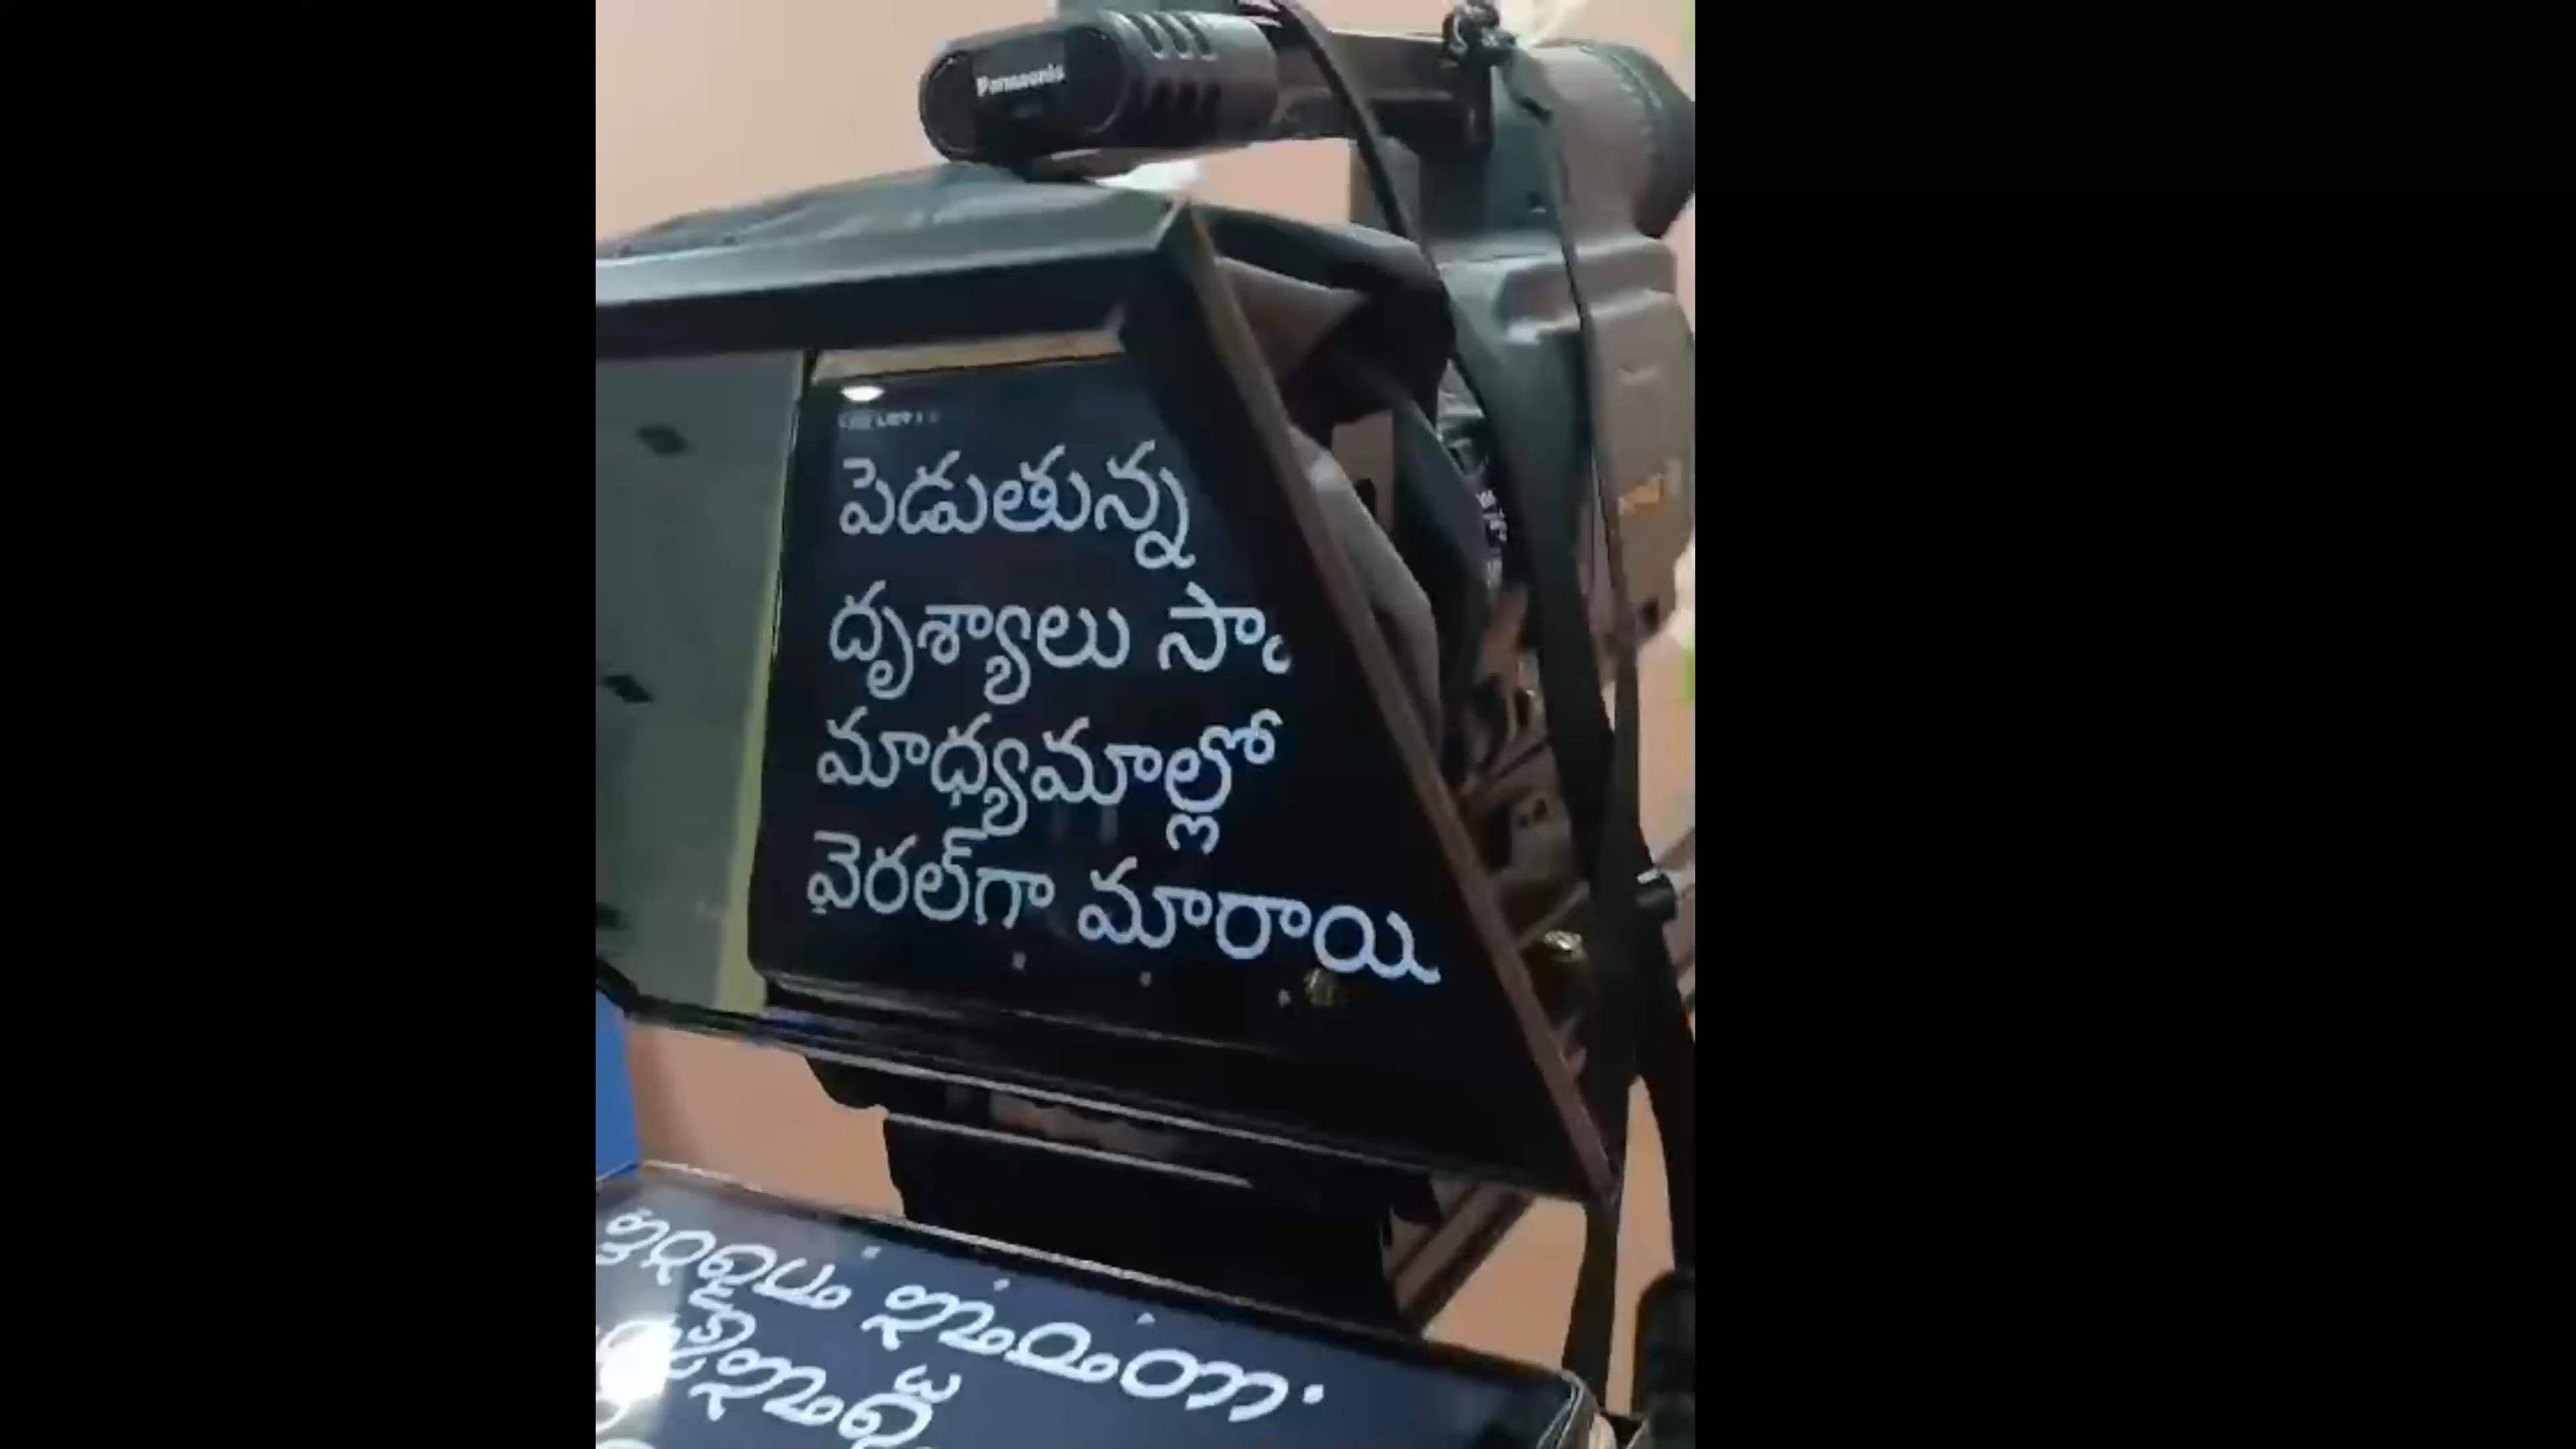 Panasonic
పెడుతున్న
దృశ్యాలు
మాధ్యమాల్లో
వైరల్‌గా మారాయి.